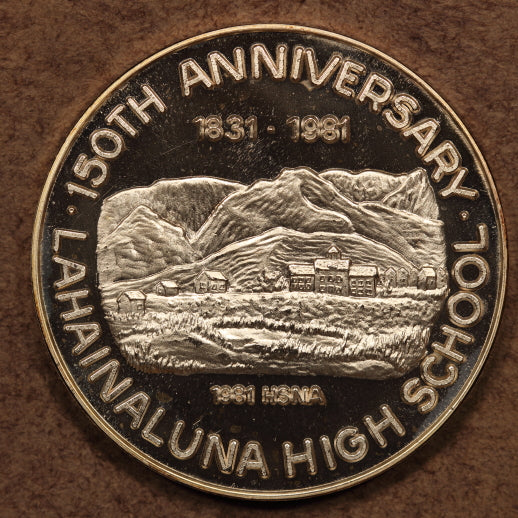 · 150TH ANNIVERSARY ·
1831 · 1981
1981 HSNA
LAHAINALUNA HIGH SCHOOL